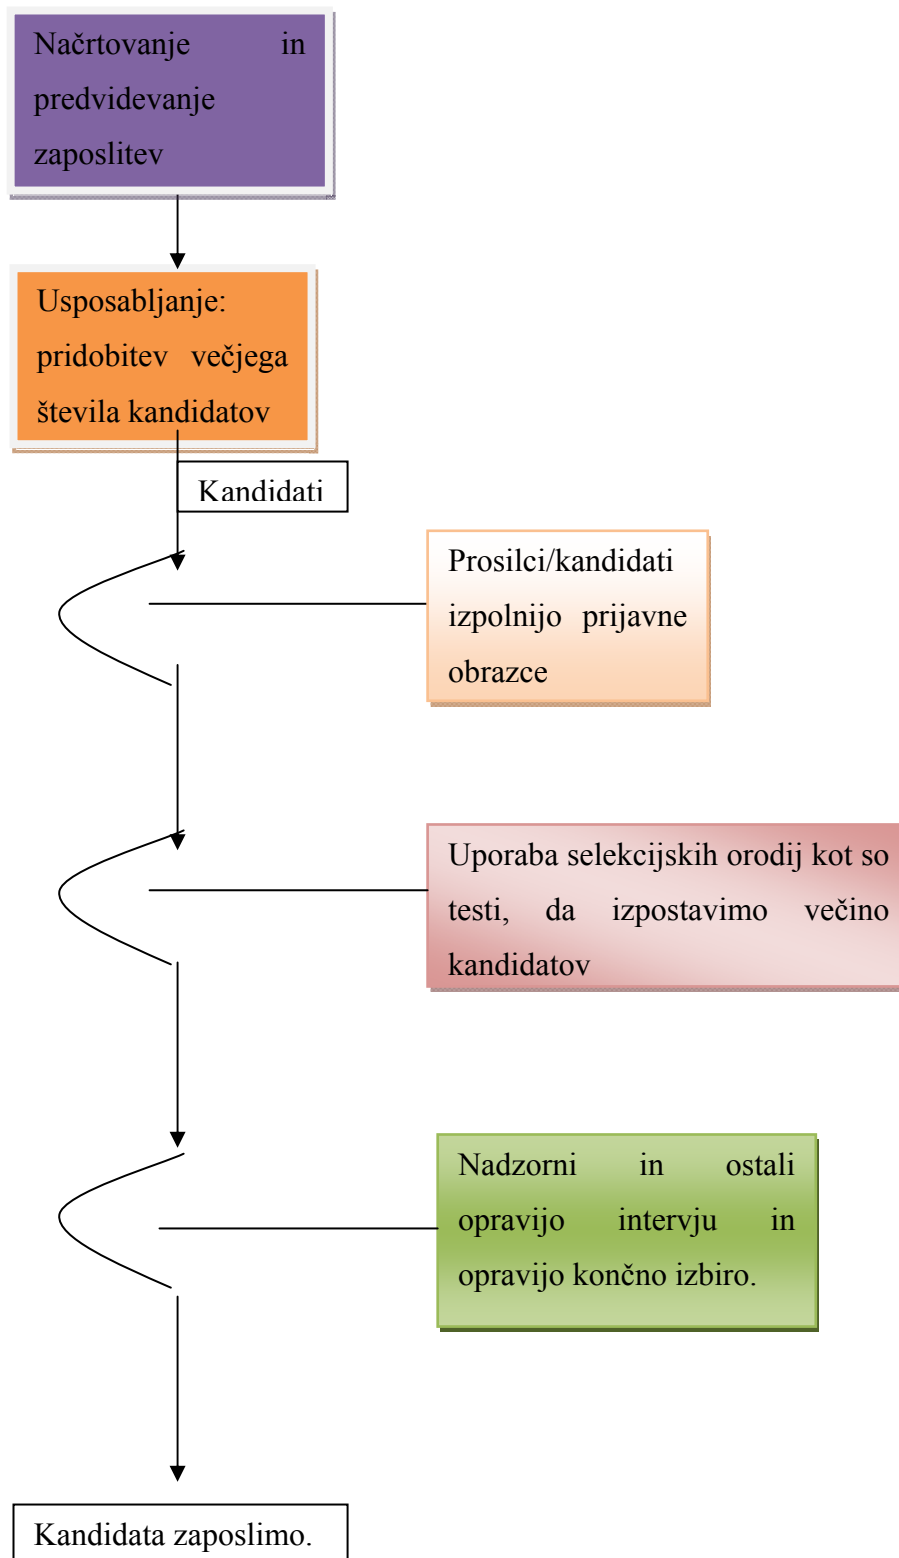 Načrtovanje in
predvidevanje
zaposlitev
Usposabljanje:
pridobitev večjega
števila kandidatov
Kandidati
Prosilci/kandidati
izpolnijo prijavne
obrazce
Uporaba selekcijskih orodij kot so
testi, da izpostavimo večino
kandidatov
Nadzorni in ostali
opravijo intervju in
opravijo končno izbiro.
Kandidata zaposlimo.